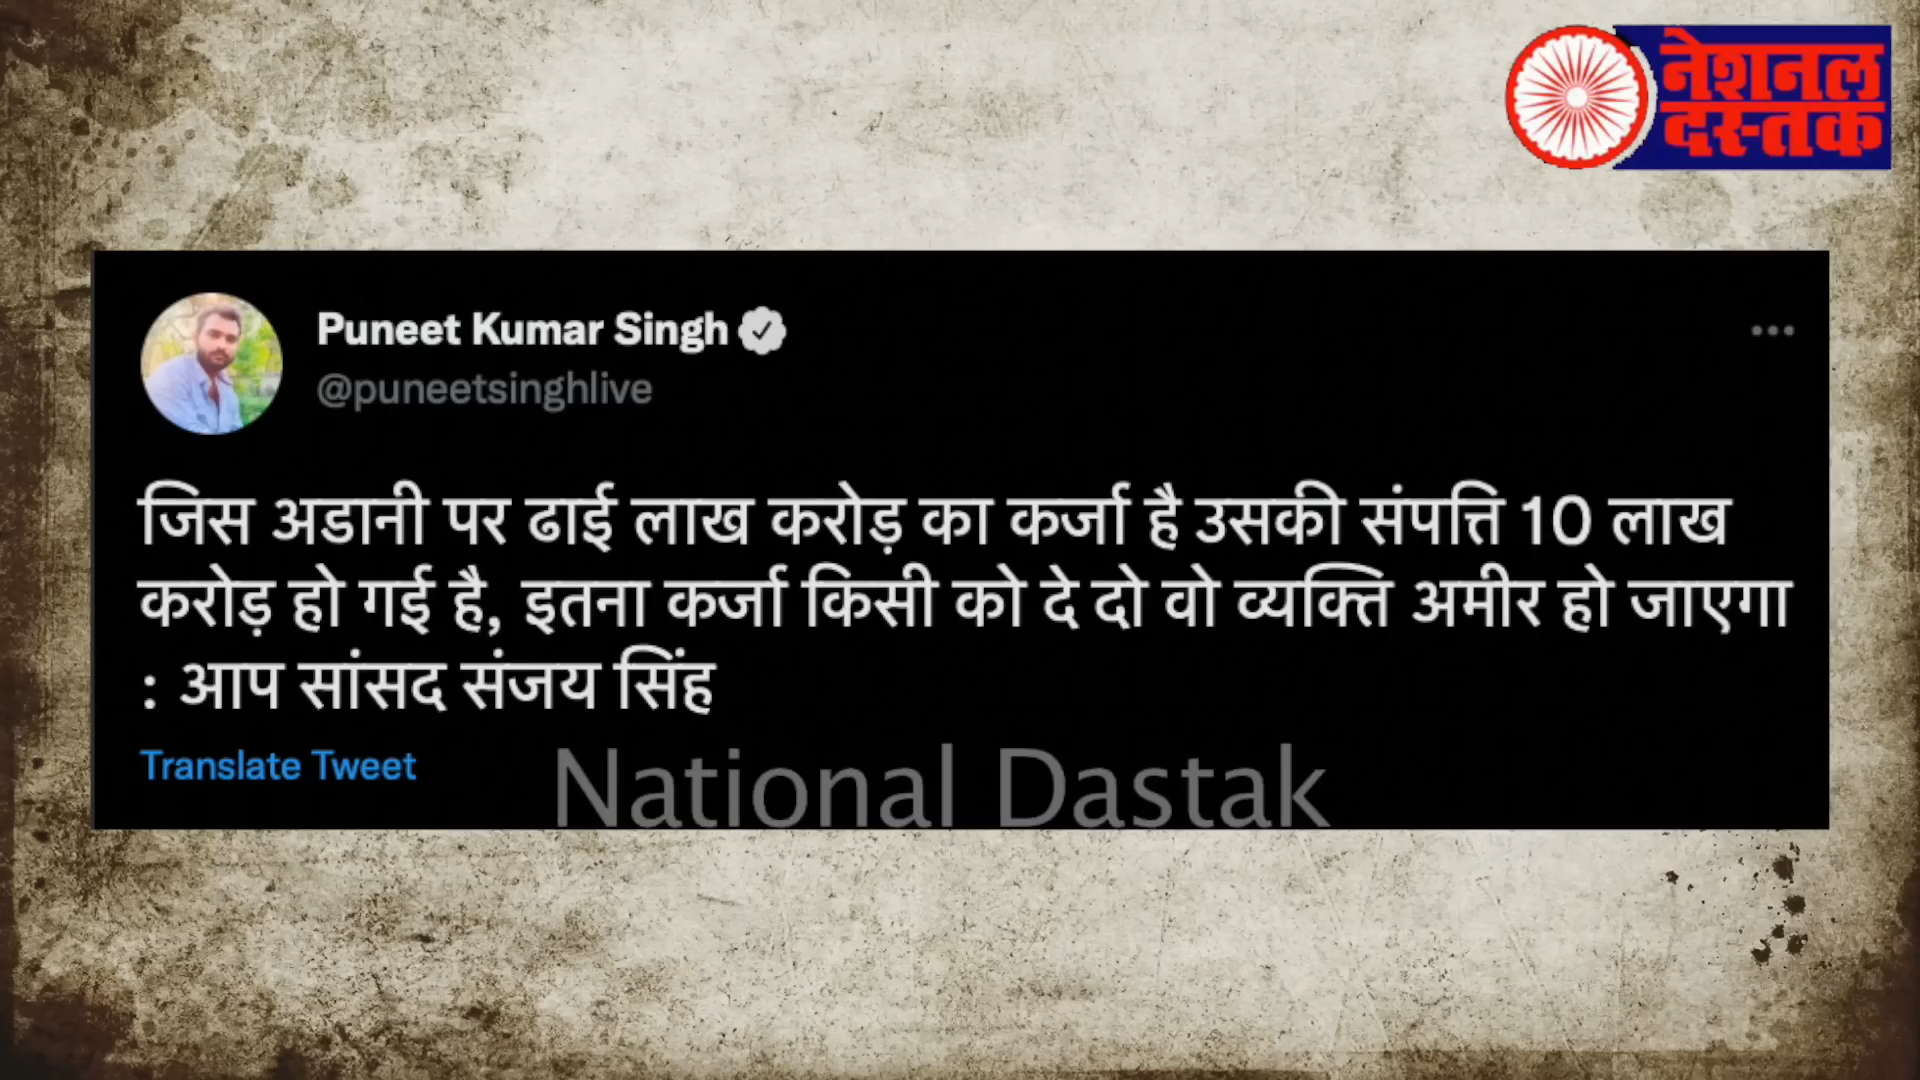 नेशनल
दस्तक
Puneet Kumar Singh
@puneetsinghlive
जिस अडानी पर ढाई लाख करोड़ का कर्जा है उसकी संपत्ति 10 लाख
करोड़ हो गई है, इतना कर्जा किसी को दे दो वो व्यक्ति अमीर हो जाएगा
: आप सांसद संजय सिंह
Translate Tweet
National Dastak